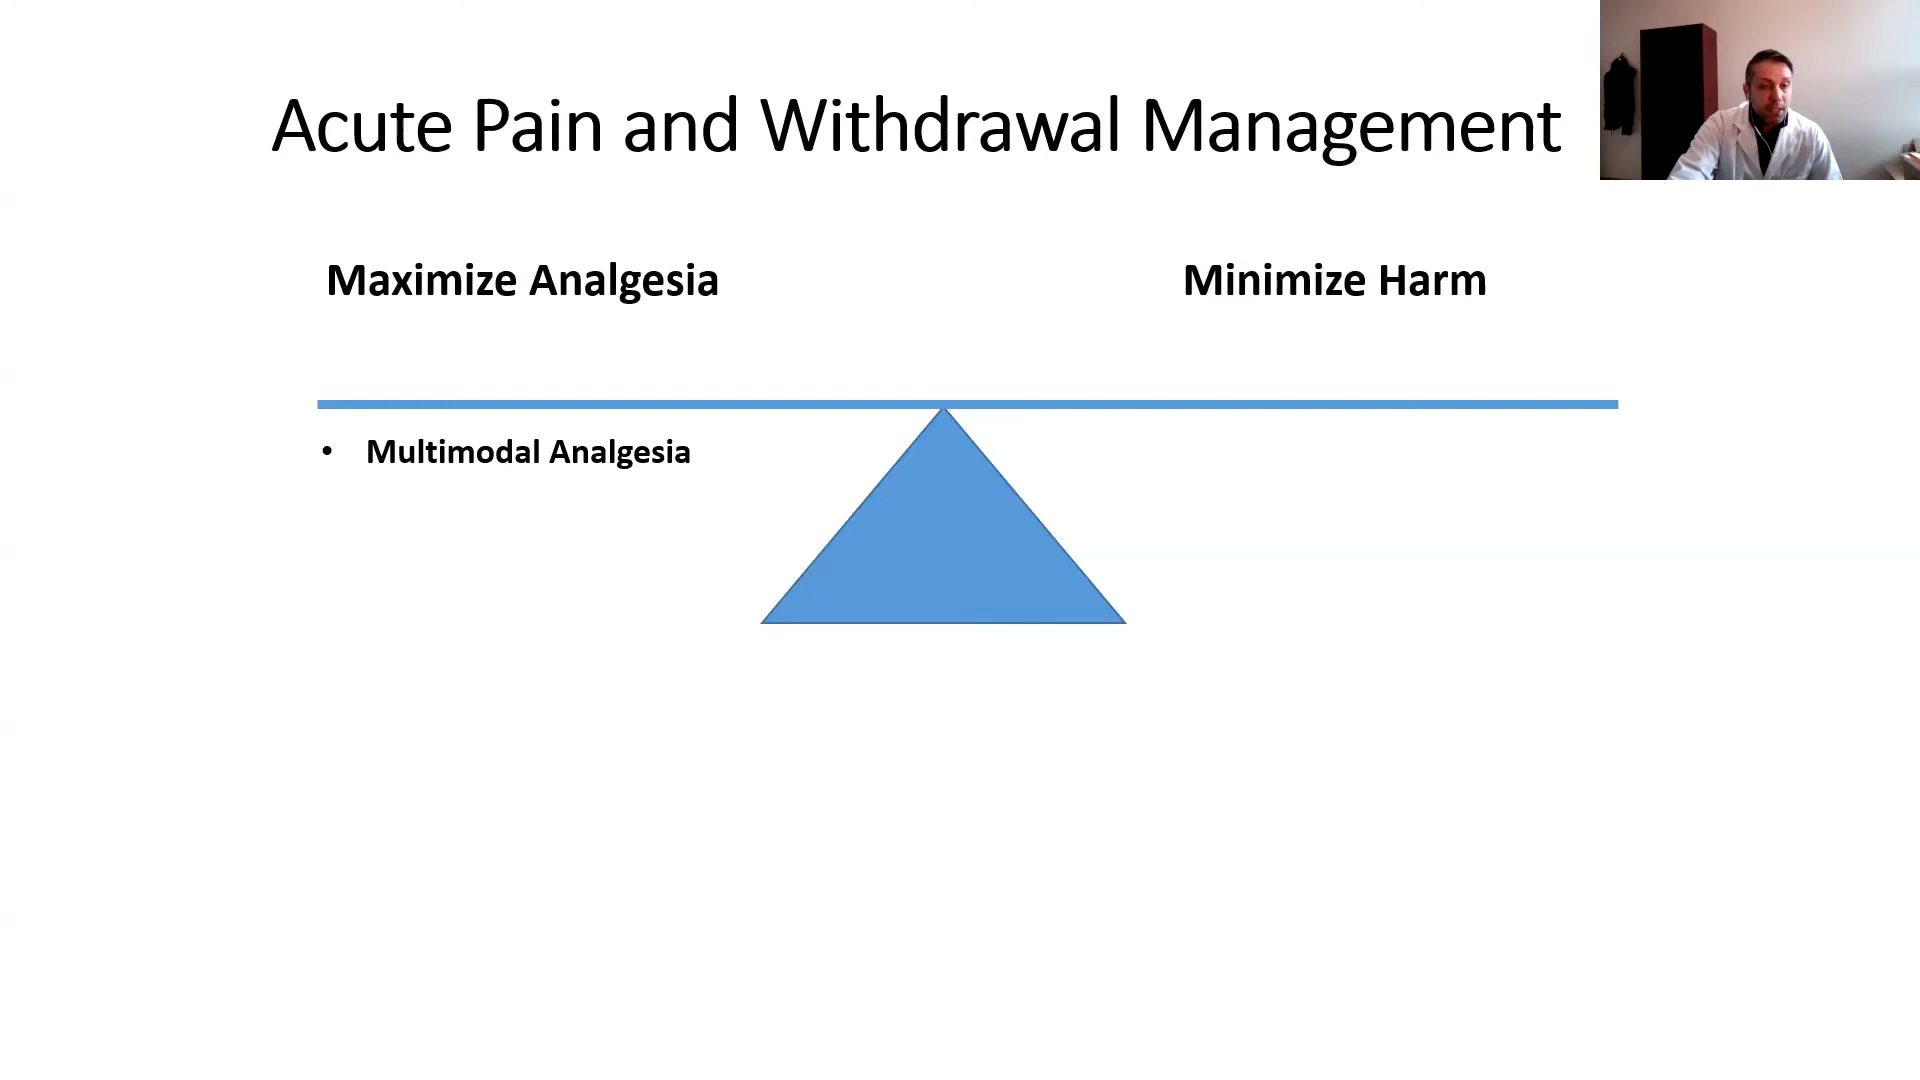 Acute Pain and Withdrawal Management
Maximize Analgesia
Minimize Harm
• Multimodal Analgesia